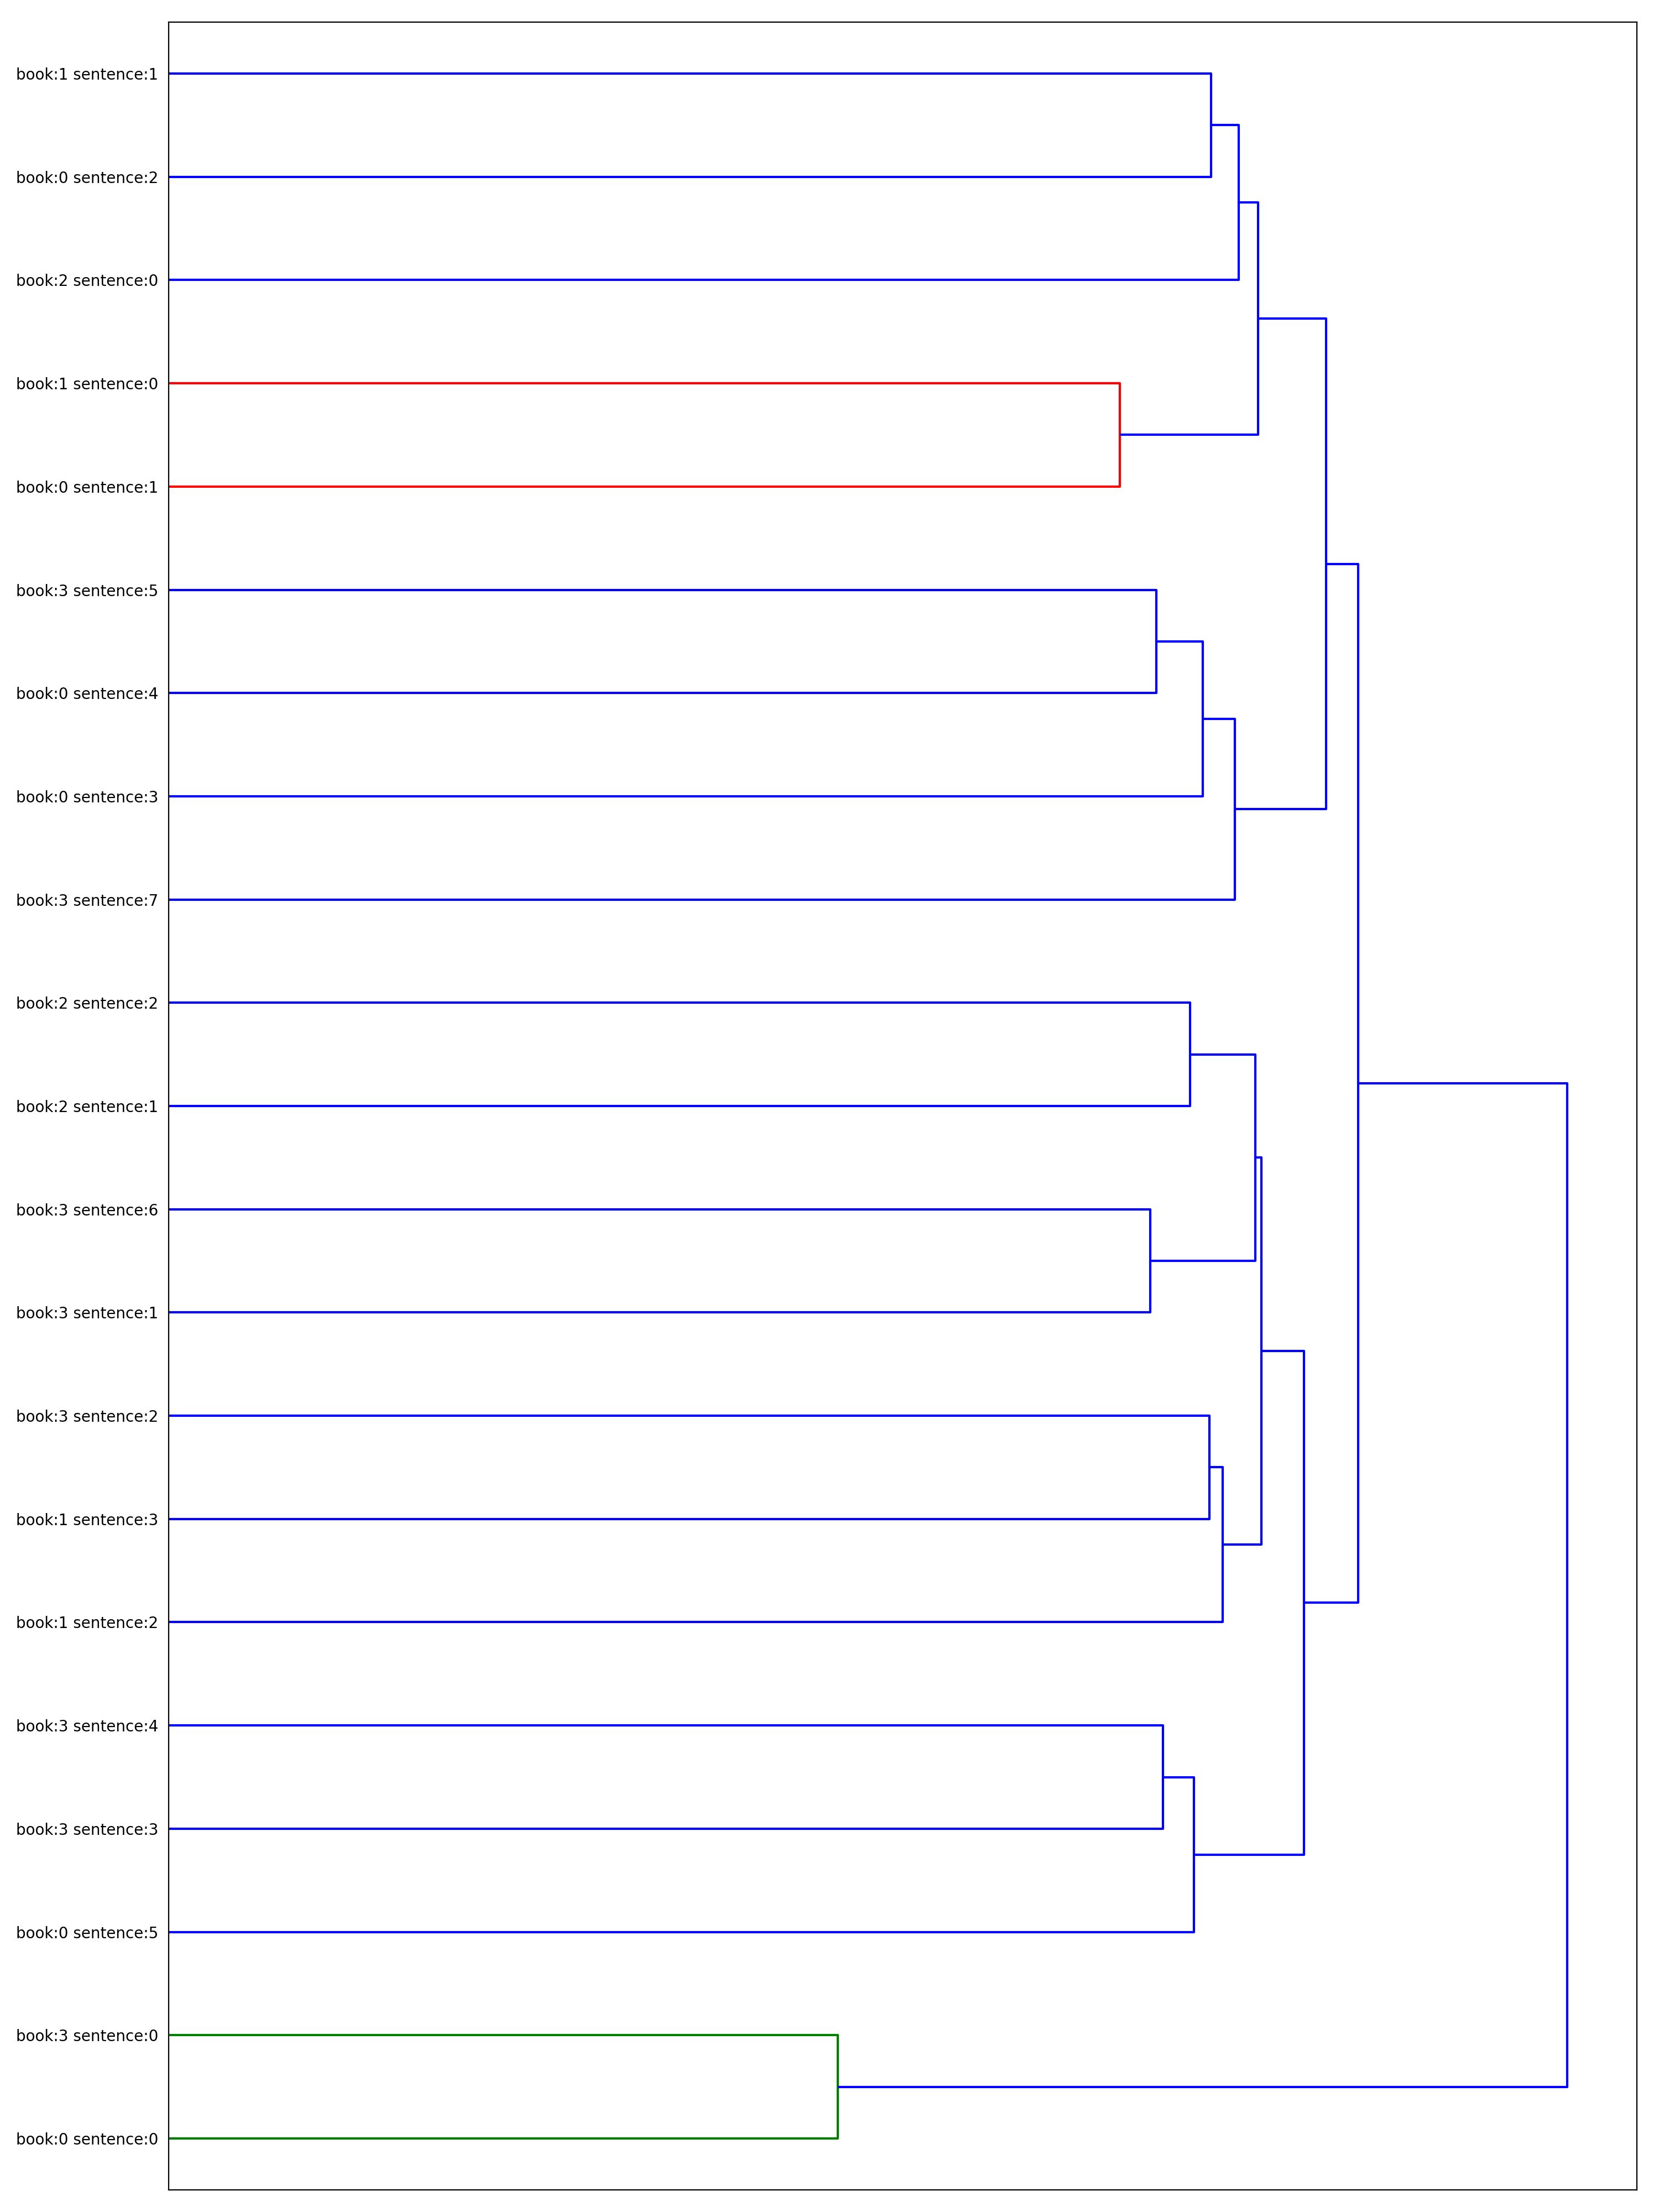 book:1 sentence:1
book:0 sentence:2
book:2 sentence:0
book:1 sentence:0
book:0 sentence:1
book:3 sentence:5
book:0 sentence:4
book:0 sentence:3
book:3 sentence:7
book:2 sentence:2
book:2 sentence:1
book:3 sentence:6
book:3 sentence:1
book:3 sentence:2
book:1 sentence:3
book:1 sentence:2
book:3 sentence:4
book:3 sentence:3
book:0 sentence:5
book:3 sentence:0
book:0 sentence:0